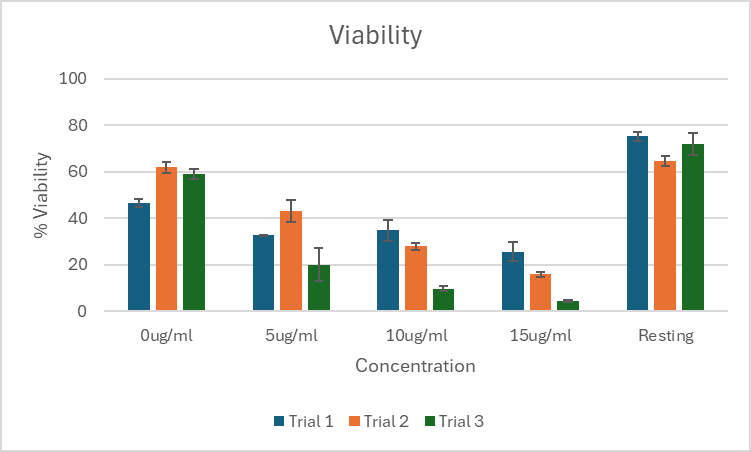 Viability
100
80
60
40
20
0
% Viability
0ug/ml 5ug/ml 10ug/ml 15ug/ml Resting
Concentration
Trial 1 Trial 2 Trial 3